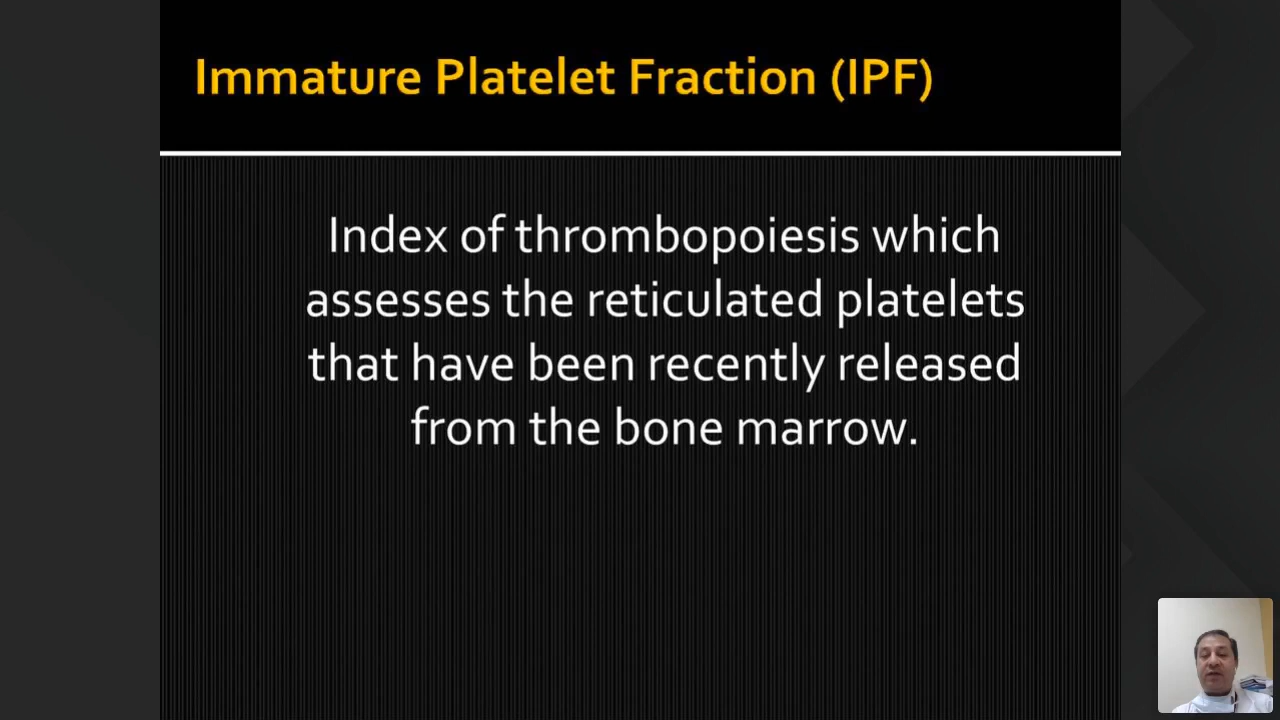 Immature Platelet Fraction (IPF)
Index of thrombopoiesis which
assesses the reticulated platelets
that have been recently released
from the bone marrow.